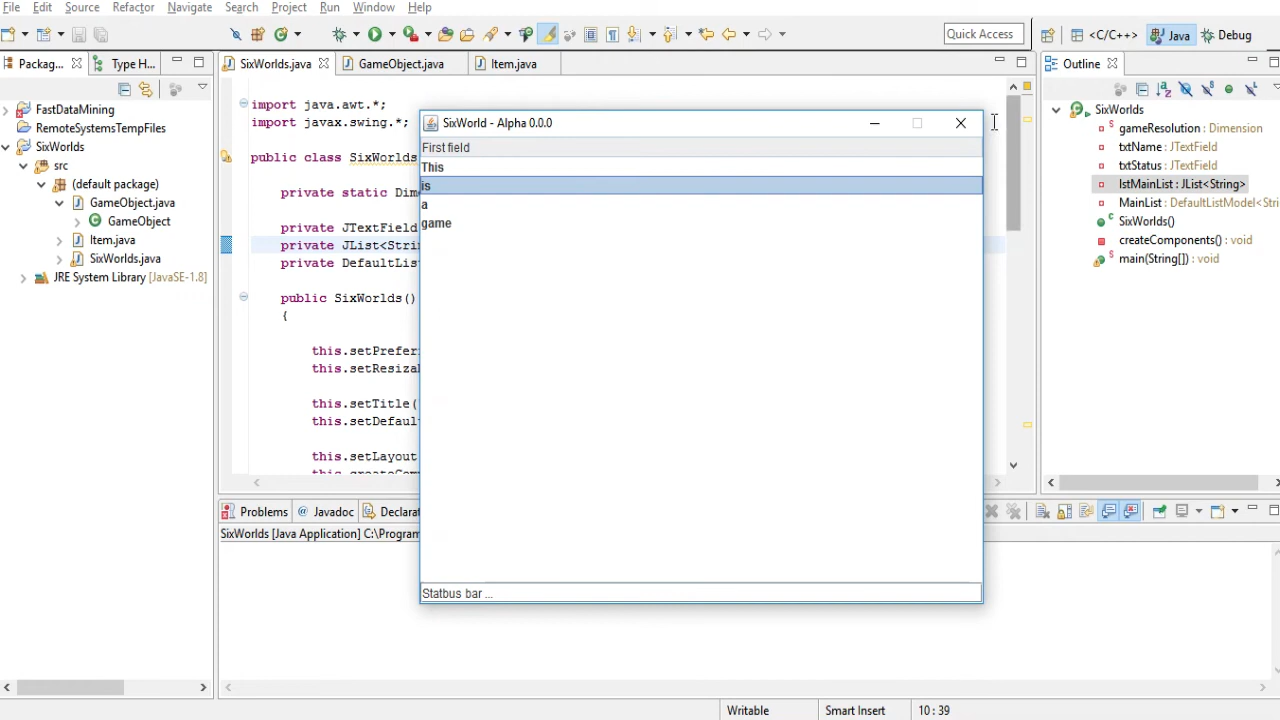 File Edit Source Refactor Navigate Search Project Run Window Help
Quick Access
<C/C++> Java Debug
Packag... Type H...
FastDataMining
RemoteSystemsTempFiles
SixWorlds
src
(default package)
GameObject.java
GameObject
Item.java
SixWorlds.java
JRE System Library [JavaSE-1.8]
SixWorlds.java GameObject.java Item.java
import java.awt.*;
import javax.swing.*;
public class SixWorlds
private static Dim
private JTextField
private JList<Strin
private DefaultList
public SixWorlds()
{
this.setPrefer
this.setResiza
this.setTitle(
this.setDefaul
this.setLayout
this.createCom
SixWorld - Alpha 0.0.0
First field
This
is
a
game
Statbus bar ...
Outline
SixWorlds
gameResolution : Dimension
txtName : JTextField
txtStatus : JTextField
lstMainList : JList<String>
MainList : DefaultListModel<Stri
SixWorlds()
createComponents() : void
main(String[]) : void
Problems @ Javadoc Declarat
SixWorlds [Java Application] C:\Program
Writable Smart Insert 10 : 39